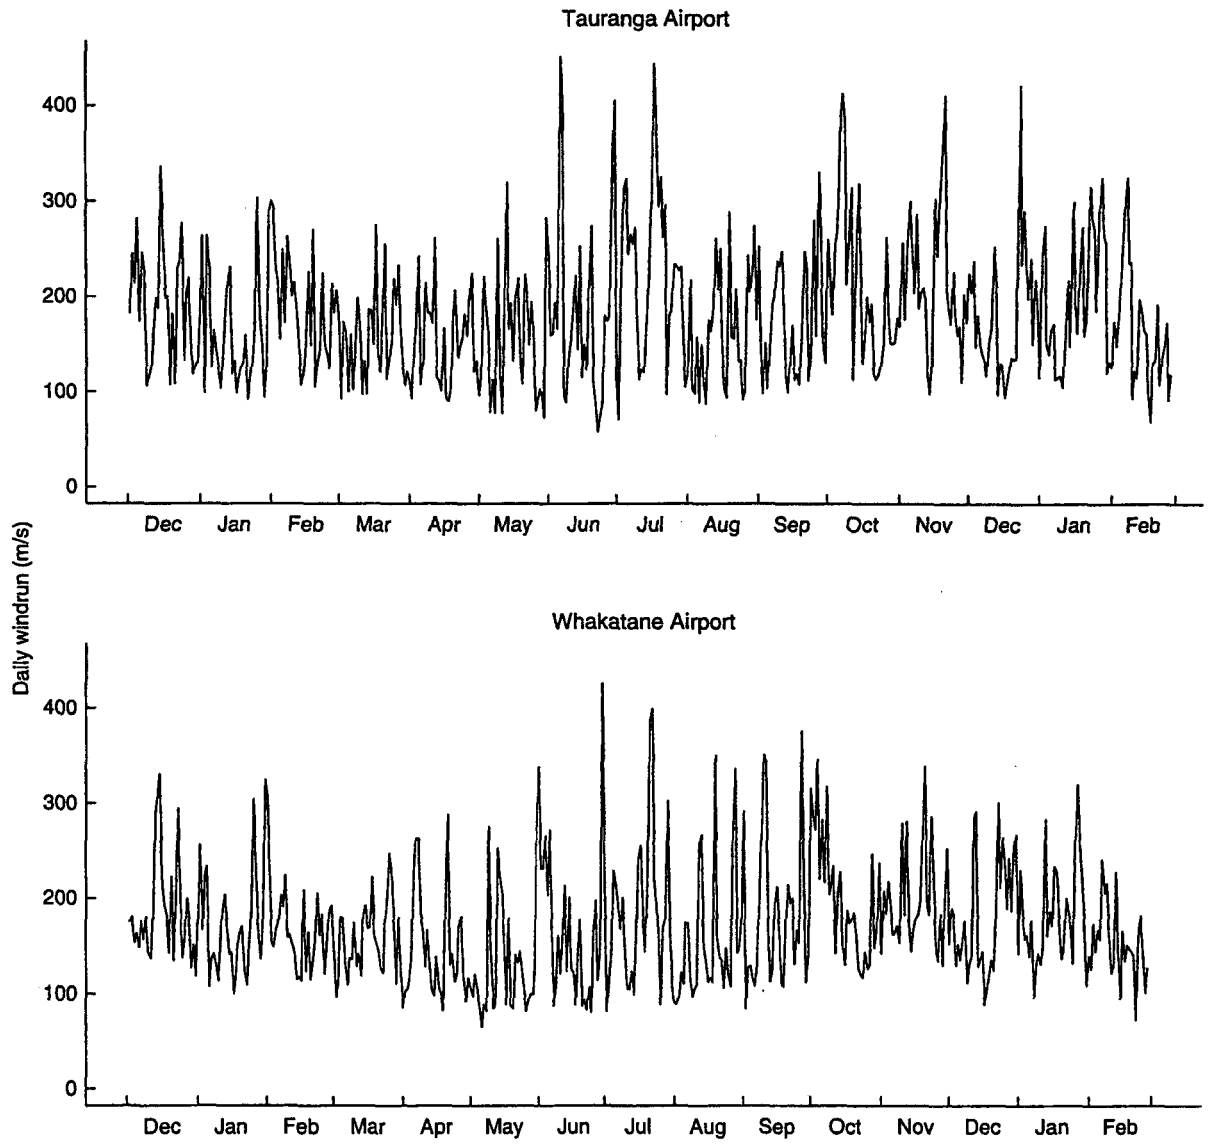 Tauranga Airport
400
300
200
100
0
Dec Jan Feb Mar Apr May Jun Jul Aug Sep Oct Nov Dec Jan Feb
Daily windrun (m/s)
Whakatane Airport
400
300
200
100
0
Dec Jan Feb Mar Apr May Jun Jul Aug Sep Oct Nov Dec Jan Feb